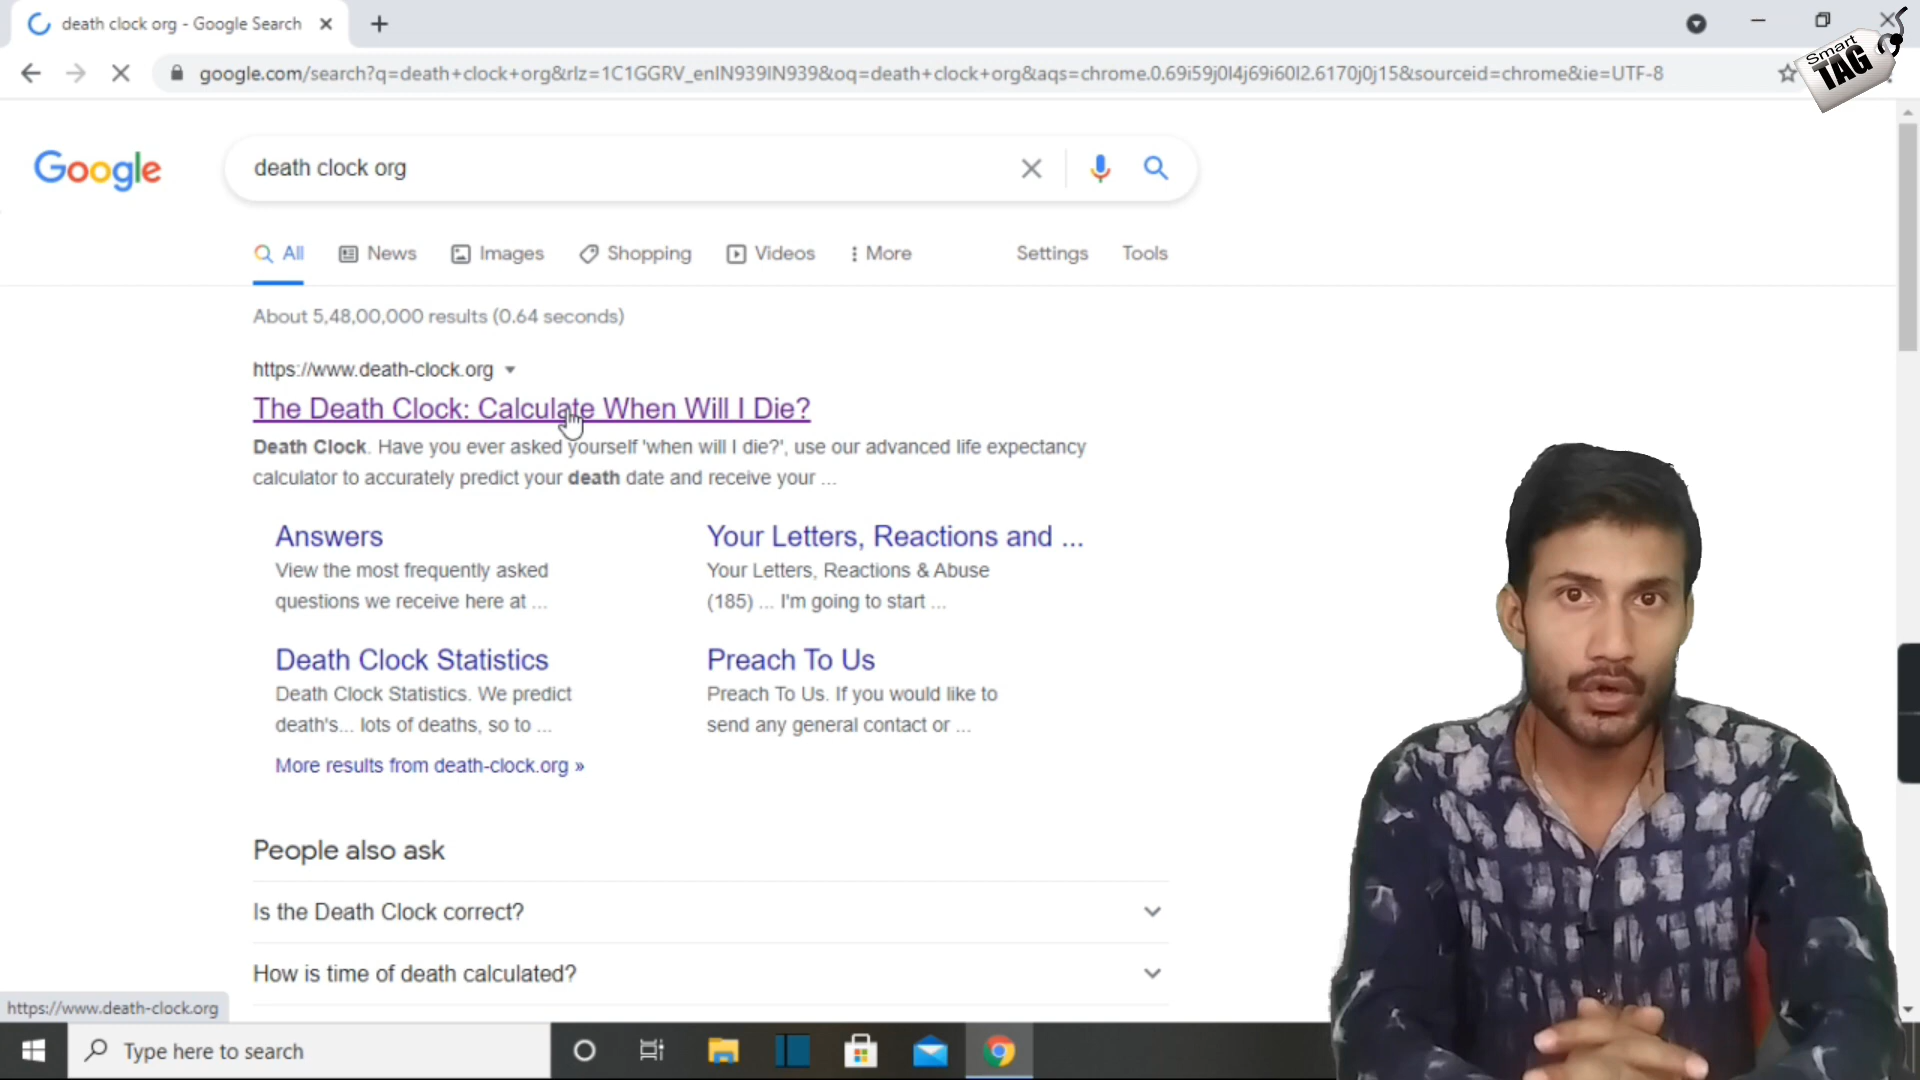 death clock org - Google Search
google.com/search?q=death+clock+org&rlz=1C1GGRV_enIN939IN939&oq=death+clock+org&aqs=chrome.0.69i59j0l4j69i60l2.6170j0j15&sourceid=chrome&ie=UTF-8
Smart
TAG
Google
death clock org
All News Images Shopping Videos More Settings Tools
About 5,48,00,000 results (0.64 seconds)
https://www.death-clock.org
The Death Clock: Calculate When Will I Die?
Death Clock. Have you ever asked yourself 'when will I die?', use our advanced life expectancy
calculator to accurately predict your death date and receive your ...
Answers
View the most frequently asked
questions we receive here at ...
Your Letters, Reactions and ...
Your Letters, Reactions & Abuse
(185) ... I'm going to start ...
Death Clock Statistics
Death Clock Statistics. We predict
death's... lots of deaths, so to ...
Preach To Us
Preach To Us. If you would like to
send any general contact or ...
More results from death-clock.org »
People also ask
Is the Death Clock correct?
How is time of death calculated?
https://www.death-clock.org
Type here to search